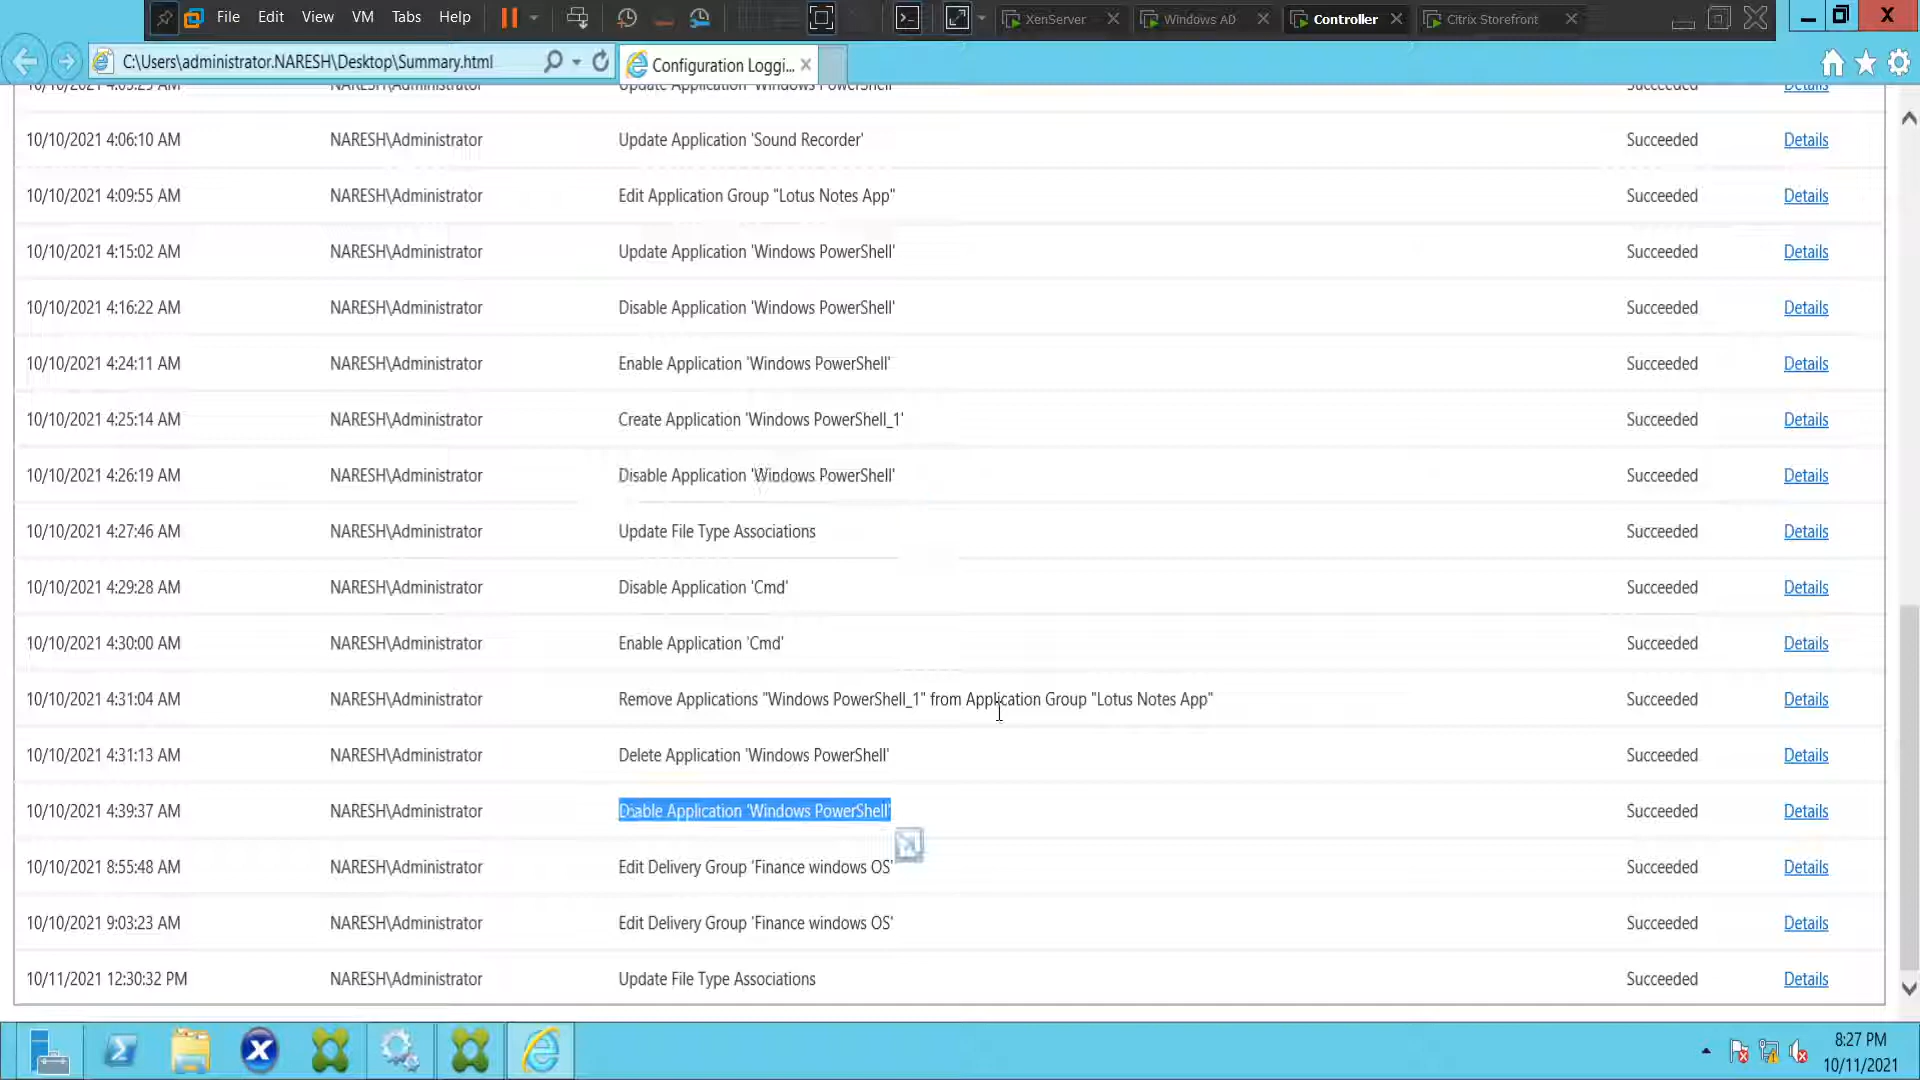 File Edit View VM Tabs Help
XenServer Windows AD Controller Citrix Storefront
C:\Users\administrator.NARESH\Desktop\Summary.html Configuration Loggi...
NARESH\Administrator Update Application 'Windows PowerShell' Succeeded Details
10/10/2021 4:06:10 AM NARESH\Administrator Update Application 'Sound Recorder' Succeeded Details
10/10/2021 4:09:55 AM NARESH\Administrator Edit Application Group "Lotus Notes App" Succeeded Details
10/10/2021 4:15:02 AM NARESH\Administrator Update Application 'Windows PowerShell' Succeeded Details
10/10/2021 4:16:22 AM NARESH\Administrator Disable Application 'Windows PowerShell' Succeeded Details
10/10/2021 4:24:11 AM NARESH\Administrator Enable Application 'Windows PowerShell' Succeeded Details
10/10/2021 4:25:14 AM NARESH\Administrator Create Application 'Windows PowerShell_1' Succeeded Details
10/10/2021 4:26:19 AM NARESH\Administrator Disable Application 'Windows PowerShell' Succeeded Details
10/10/2021 4:27:46 AM NARESH\Administrator Update File Type Associations Succeeded Details
10/10/2021 4:29:28 AM NARESH\Administrator Disable Application 'Cmd' Succeeded Details
10/10/2021 4:30:00 AM NARESH\Administrator Enable Application 'Cmd' Succeeded Details
10/10/2021 4:31:04 AM NARESH\Administrator Remove Applications "Windows PowerShell_1" from Application Group "Lotus Notes App" Succeeded Details
10/10/2021 4:31:13 AM NARESH\Administrator Delete Application 'Windows PowerShell' Succeeded Details
10/10/2021 4:39:37 AM NARESH\Administrator Application 'Windows PowerShell' Succeeded Details
10/10/2021 8:55:48 AM NARESH\Administrator Edit Delivery Group 'Finance windows OS' Succeeded Details
10/10/2021 9:03:23 AM NARESH\Administrator Edit Delivery Group 'Finance windows OS' Succeeded Details
10/11/2021 12:30:32 PM NARESH\Administrator Update File Type Associations Succeeded Details
8:27 PM
10/11/2021